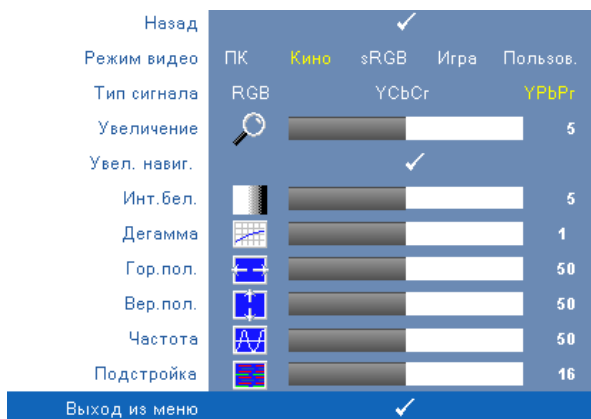 Назад
Режим видео ПК Кино sRGB Игра Пользов.
Тип сигнала RGB YCbCr YPbPr
Увеличение 5
Увел. навиг.
Инт.бел. 5
Дегамма 1
Гор.пол. 50
Вер.пол. 50
Частота 50
Подстройка 16
Выход из меню